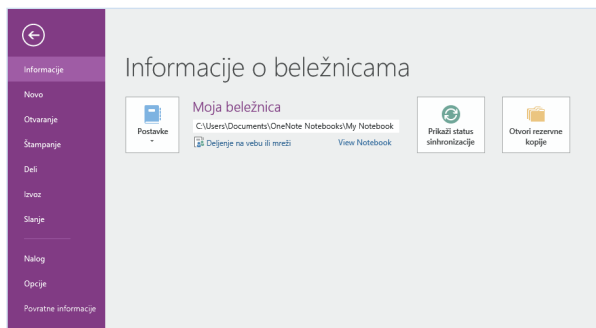 Informacije
Novo
Otvaranje
Štampanje
Deli
Izvoz
Slanje
Nalog
Opcije
Povratne informacije
Informacije o beležnicama
Postavke
Moja beležnica
C:\Users\Documents\OneNote Notebooks\My Notebook
Deljenje na vebu ili mreži
View Notebook
Prikaži status
sinhronizacije
Otvori rezervne
kopije